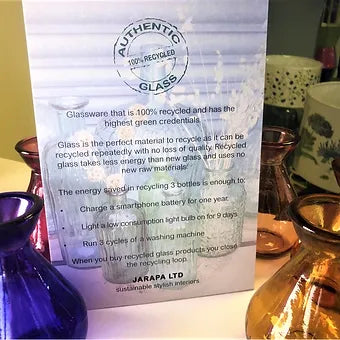 AUTHENTIC
100% RECYCLED
GLASS
Glassware that is 100% recycled and has the
highest green credentials.
Glass is the perfect material to recycle as it can be
recycled repeatedly with no loss of quality. Recycled
glass takes less energy than new glass and uses no
new raw materials.
The energy saved in recycling 3 bottles is enough to;
• Charge a smartphone battery for one year.
• Light a low consumption light bulb on for 9 days.
• Run 3 cycles of a washing machine
When you buy recycled glass products you close
the recycling loop.
JARAPA LTD
sustainable stylish interiors